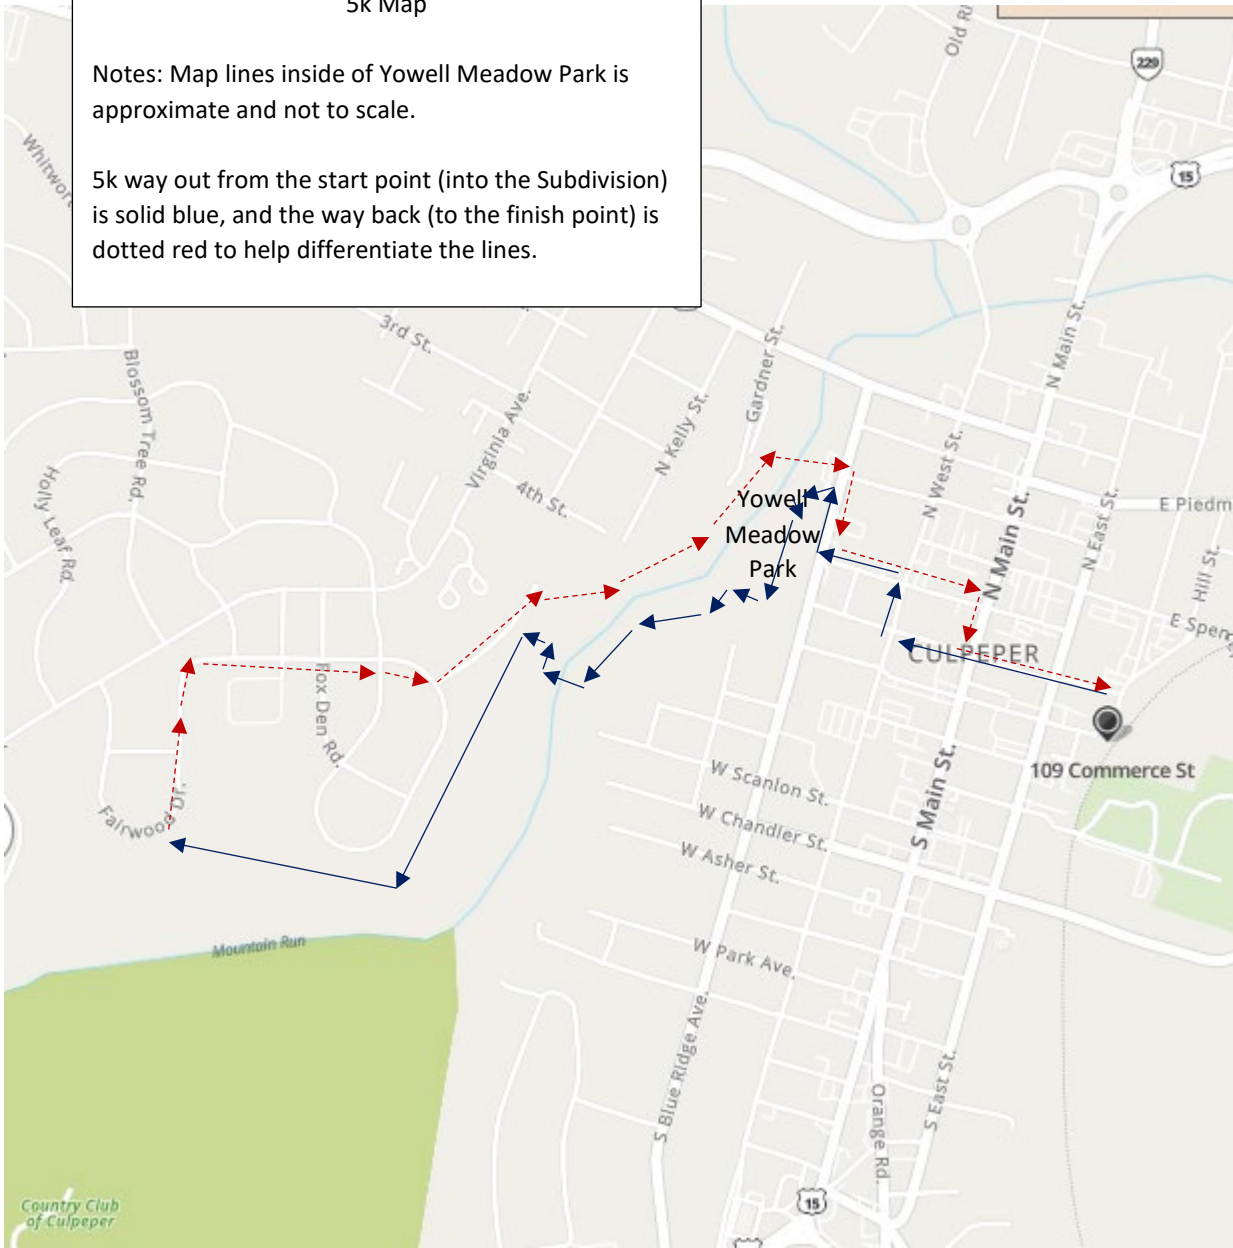 5k Map
Notes: Map lines inside of Yowell Meadow Park is
approximate and not to scale.
5k way out from the start point (into the Subdivision)
is solid blue, and the way back (to the finish point) is
dotted red to help differentiate the lines.
229
15
N Main St.
3rd St.
Blossom Tree Rd.
Gardner St.
Virginia Ave.
N Kelly St.
N West St.
Holly Leaf Rd.
4th St.
Yowell
Meadow
Park
E Piedm
N Main St.
N East St.
Hill St.
CULPEPER
Fox Den Rd.
109 Commerce St
Fairwood Dr.
W Scanlon St.
S Main St.
W Chandler St.
W Asher St.
Mountain Run
W Park Ave.
S Blue Ridge Ave.
Orange Rd.
S East St.
Country Club
of Culpeper
15